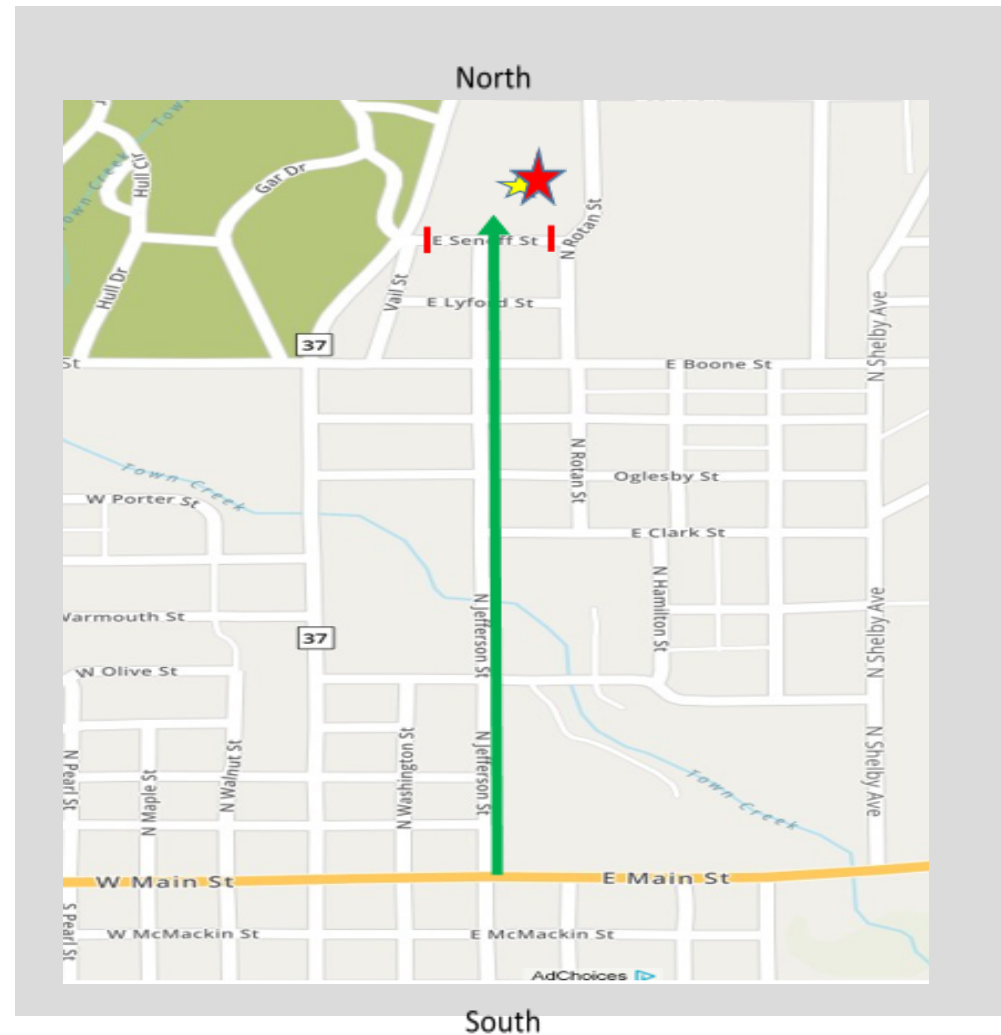 North
Town Creek
Town
Hull Cir
Gar Dr
Hull Dr
E Seneff St
N Rotan St
Vail St
E Lyford St
37
St
E Boone St
N Shelby Ave
N Rotan St
Oglesby St
Town Creek
W Porter St
E Clark St
N Hamilton St
N Jefferson St
Warmouth St
37
N Shelby Ave
W Olive St
N Pearl St
N Maple St
N Walnut St
N Washington St
N Jefferson St
N Shelby Ave
Town Creek
W Main St
E Main St
S Pearl St
W McMackin St
E McMackin St
AdChoices
South